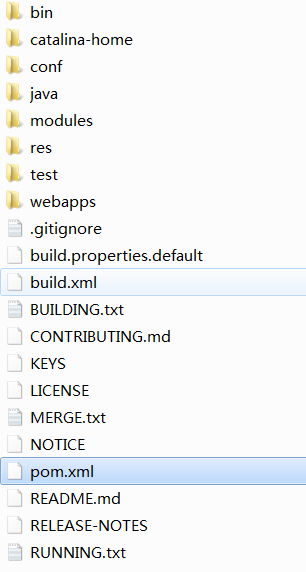 bin
catalina-home
conf
java
modules
res
test
webapps
.gitignore
build.properties.default
build.xml
BUILDING.txt
CONTRIBUTING.md
KEYS
LICENSE
MERGE.txt
NOTICE
pom.xml
README.md
RELEASE-NOTES
RUNNING.txt